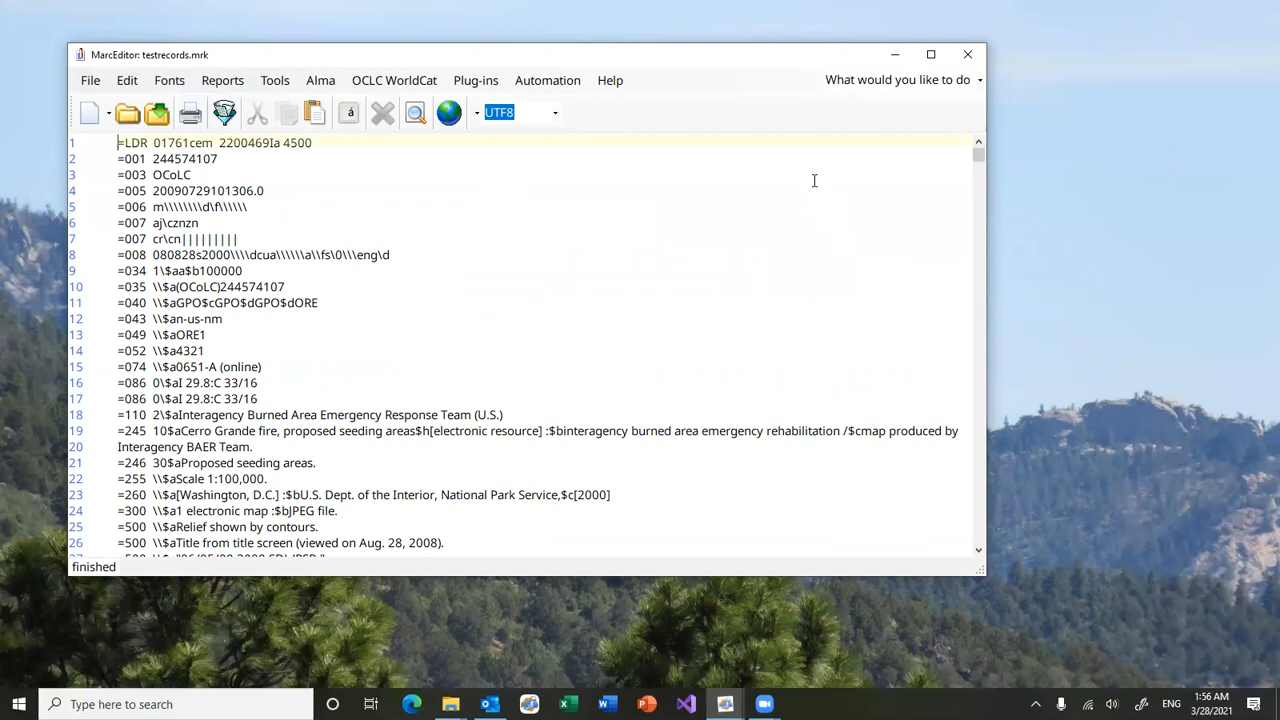 MarcEditor: testrecords.mrk
File Edit Fonts Reports Tools Alma OCLC WorldCat Plug-ins Automation Help What would you like to do
á UTF8
1 =LDR 01761cem 2200469Ia 4500
2 =001 244574107
3 =003 OCoLC
4 =005 20090729101306.0
5 =006 m\\\\\\\\d\f\\\\\\
6 =007 aj\cznzn
7 =007 cr\cn|||||||||
8 =008 080828s2000\\\\dcua\\\\\\a\\fs\0\\\eng\d
9 =034 1\$aa$b100000
10 =035 \\$a(OCoLC)244574107
11 =040 \\$aGPO$cGPO$dGPO$dORE
12 =043 \\$an-us-nm
13 =049 \\$aORE1
14 =052 \\$a4321
15 =074 \\$a0651-A (online)
16 =086 0\$aI 29.8:C 33/16
17 =086 0\$aI 29.8:C 33/16
18 =110 2\$aInteragency Burned Area Emergency Response Team (U.S.)
19 =245 10$aCerro Grande fire, proposed seeding areas$h[electronic resource] :$binteragency burned area emergency rehabilitation /$cmap produced by
20 Interagency BAER Team.
21 =246 30$aProposed seeding areas.
22 =255 \\$aScale 1:100,000.
23 =260 \\$a[Washington, D.C.] :$bU.S. Dept. of the Interior, National Park Service,$c[2000]
24 =300 \\$a1 electronic map :$bJPEG file.
25 =500 \\$aRelief shown by contours.
26 =500 \\$aTitle from title screen (viewed on Aug. 28, 2008).
finished
Type here to search
ENG
1:56 AM
3/28/2021